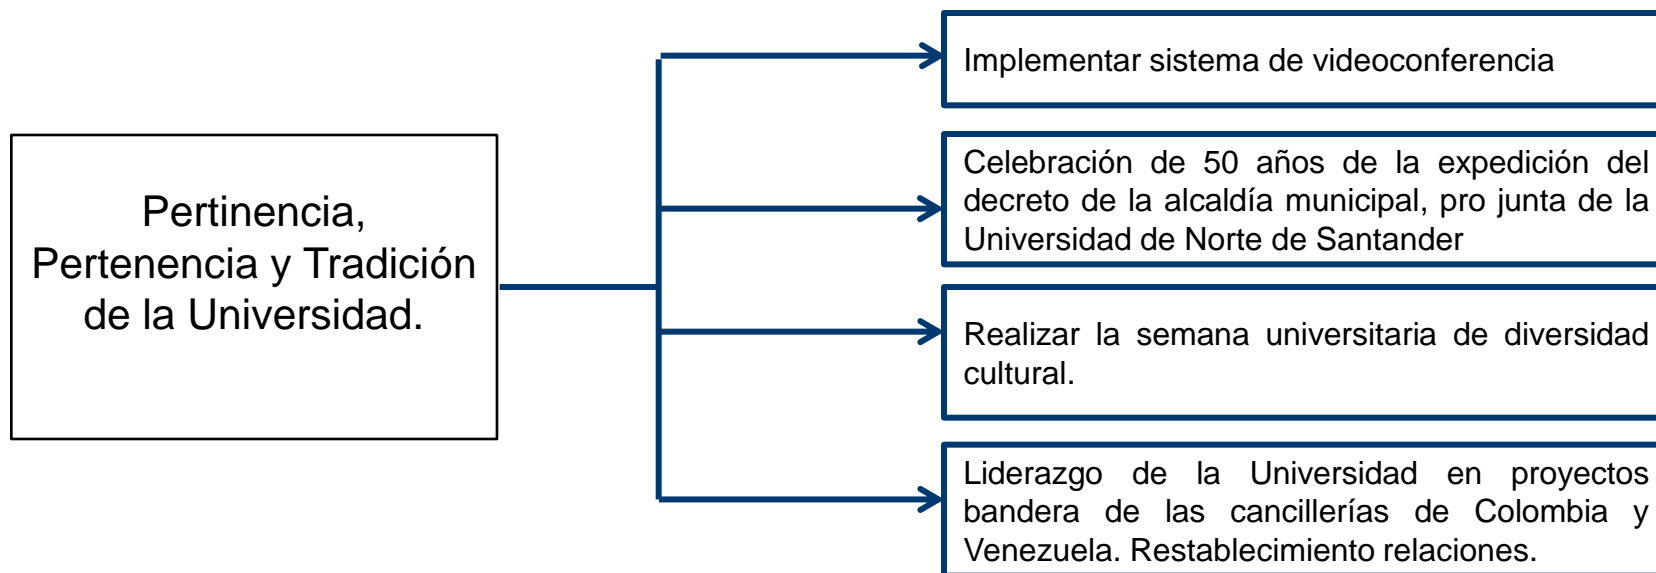 Pertinencia,
Pertenencia y Tradición
de la Universidad.
Implementar sistema de videoconferencia
Celebración de 50 años de la expedición del
decreto de la alcaldía municipal, pro junta de la
Universidad de Norte de Santander
Realizar la semana universitaria de diversidad
cultural.
Liderazgo de la Universidad en proyectos
bandera de las cancillerías de Colombia y
Venezuela. Restablecimiento relaciones.